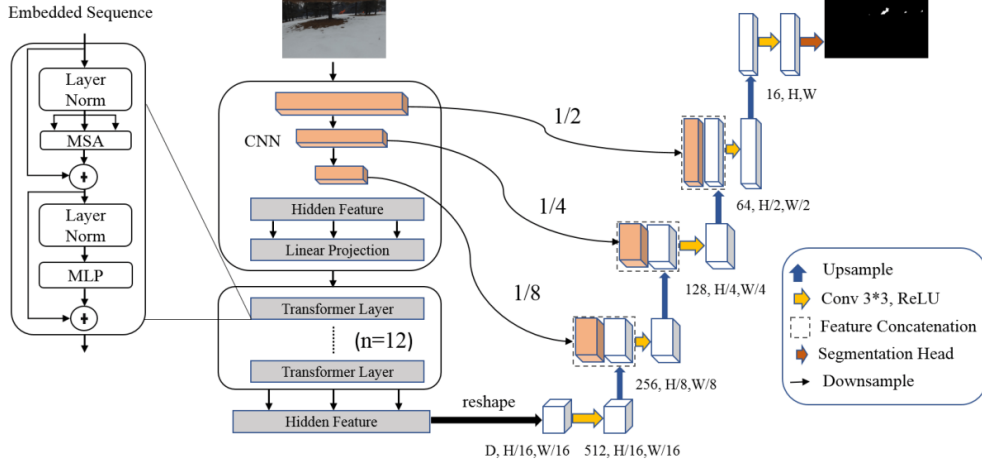 Embedded Sequence
Layer
Norm
MSA
Layer
Norm
MLP
CNN
Hidden Feature
Linear Projection
Transformer Layer
(n=12)
Transformer Layer
Hidden Feature
reshape
1/2
1/4
1/8
D, H/16,W/16
512, H/16,W/16
256, H/8,W/8
128, H/4,W/4
64, H/2,W/2
16, H,W
Upsample
Conv 3*3, ReLU
Feature Concatenation
Segmentation Head
Downsample